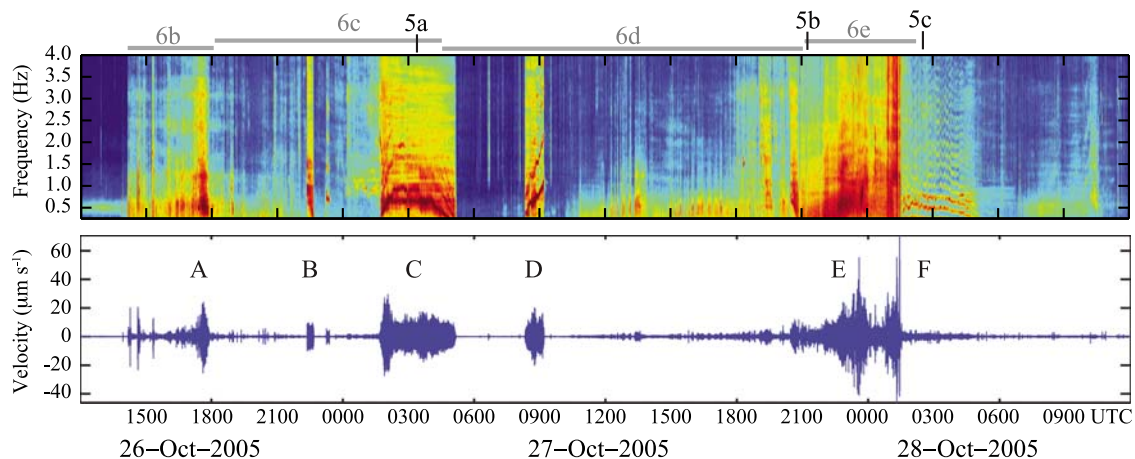 6b 6c 5a 6d 5b 6e 5c
Frequency (Hz)
4.0
3.0
2.5
2.0
1.5
1.0
0.5
Velocity (μm s⁻¹)
60
40
20
0
-20
-40
A B C D E F
1500 1800 2100 0000 0300 0600 0900 1200 1500 1800 2100 0000 0300 0600 0900 UTC
26–Oct–2005 27–Oct–2005 28–Oct–2005